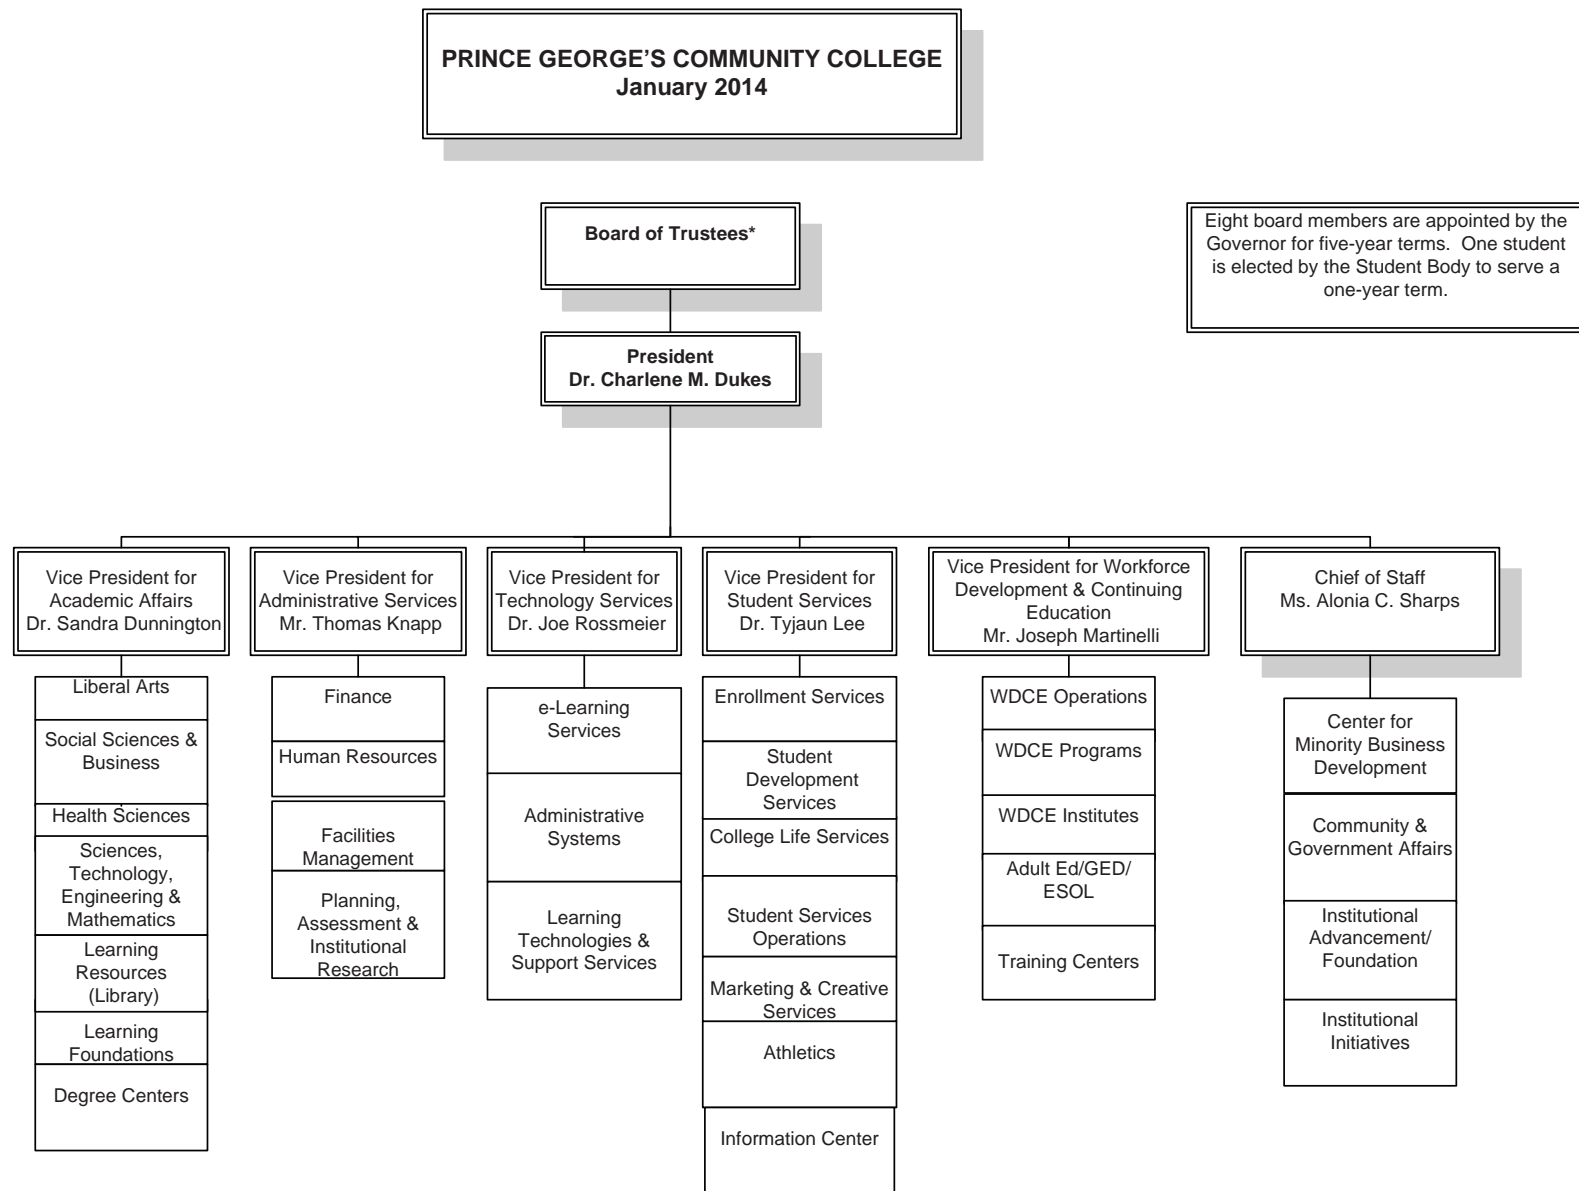 PRINCE GEORGE’S COMMUNITY COLLEGE
January 2014
Board of Trustees*
Eight board members are appointed by the
Governor for five-year terms. One student
is elected by the Student Body to serve a
one-year term.
President
Dr. Charlene M. Dukes
Vice President for
Academic Affairs
Dr. Sandra Dunnington
Liberal Arts
Social Sciences &
Business
Health Sciences
Sciences,
Technology,
Engineering &
Mathematics
Learning
Resources
(Library)
Learning
Foundations
Degree Centers
Vice President for
Administrative Services
Mr. Thomas Knapp
Finance
Human Resources
Facilities
Management
Planning,
Assessment &
Institutional
Research
Vice President for
Technology Services
Dr. Joe Rossmeier
e-Learning
Services
Administrative
Systems
Learning
Technologies &
Support Services
Vice President for
Student Services
Dr. Tyjaun Lee
Enrollment Services
Student
Development
Services
College Life Services
Student Services
Operations
Marketing & Creative
Services
Athletics
Information Center
Vice President for Workforce
Development & Continuing
Education
Mr. Joseph Martinelli
WDCE Operations
WDCE Programs
WDCE Institutes
Adult Ed/GED/
ESOL
Training Centers
Chief of Staff
Ms. Alonia C. Sharps
Center for
Minority Business
Development
Community &
Government Affairs
Institutional
Advancement/
Foundation
Institutional
Initiatives